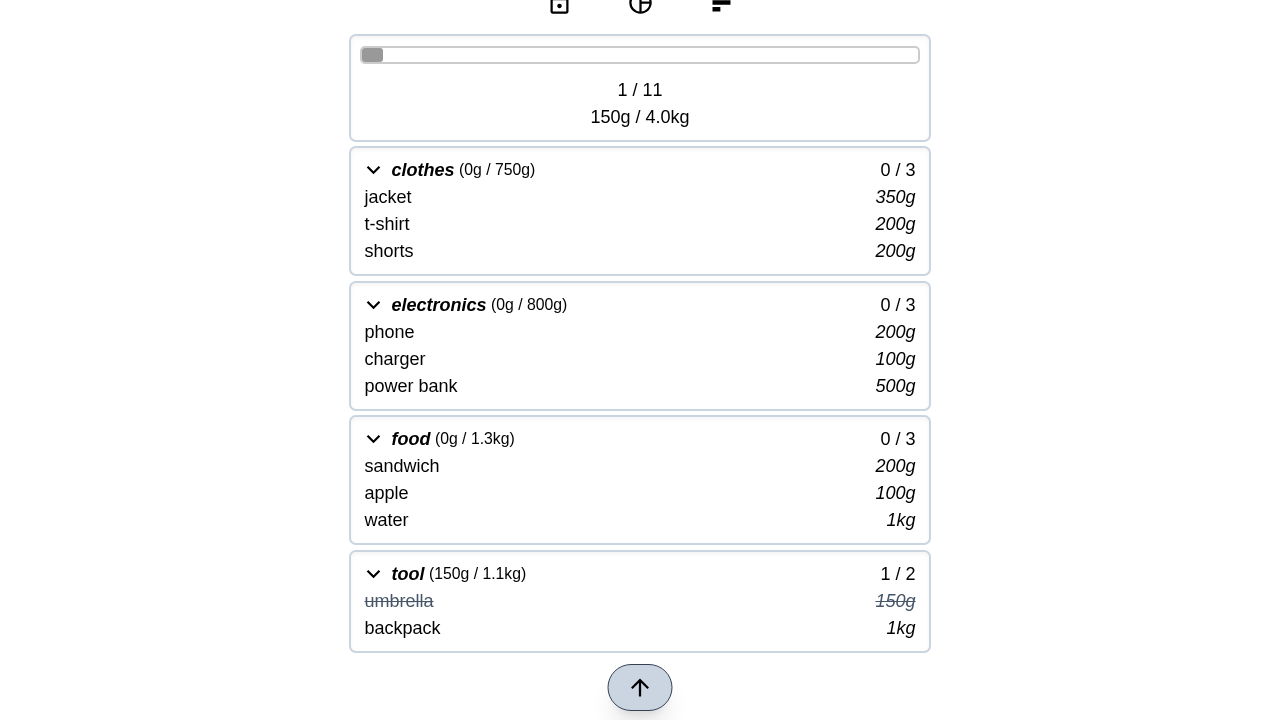 1 / 11
150g / 4.0kg
clothes (0g / 750g) 0 / 3
jacket 350g
t-shirt 200g
shorts 200g
electronics (0g / 800g) 0 / 3
phone 200g
charger 100g
power bank 500g
food (0g / 1.3kg) 0 / 3
sandwich 200g
apple 100g
water 1kg
tool (150g / 1.1kg) 1 / 2
umbrella 150g
backpack 1kg